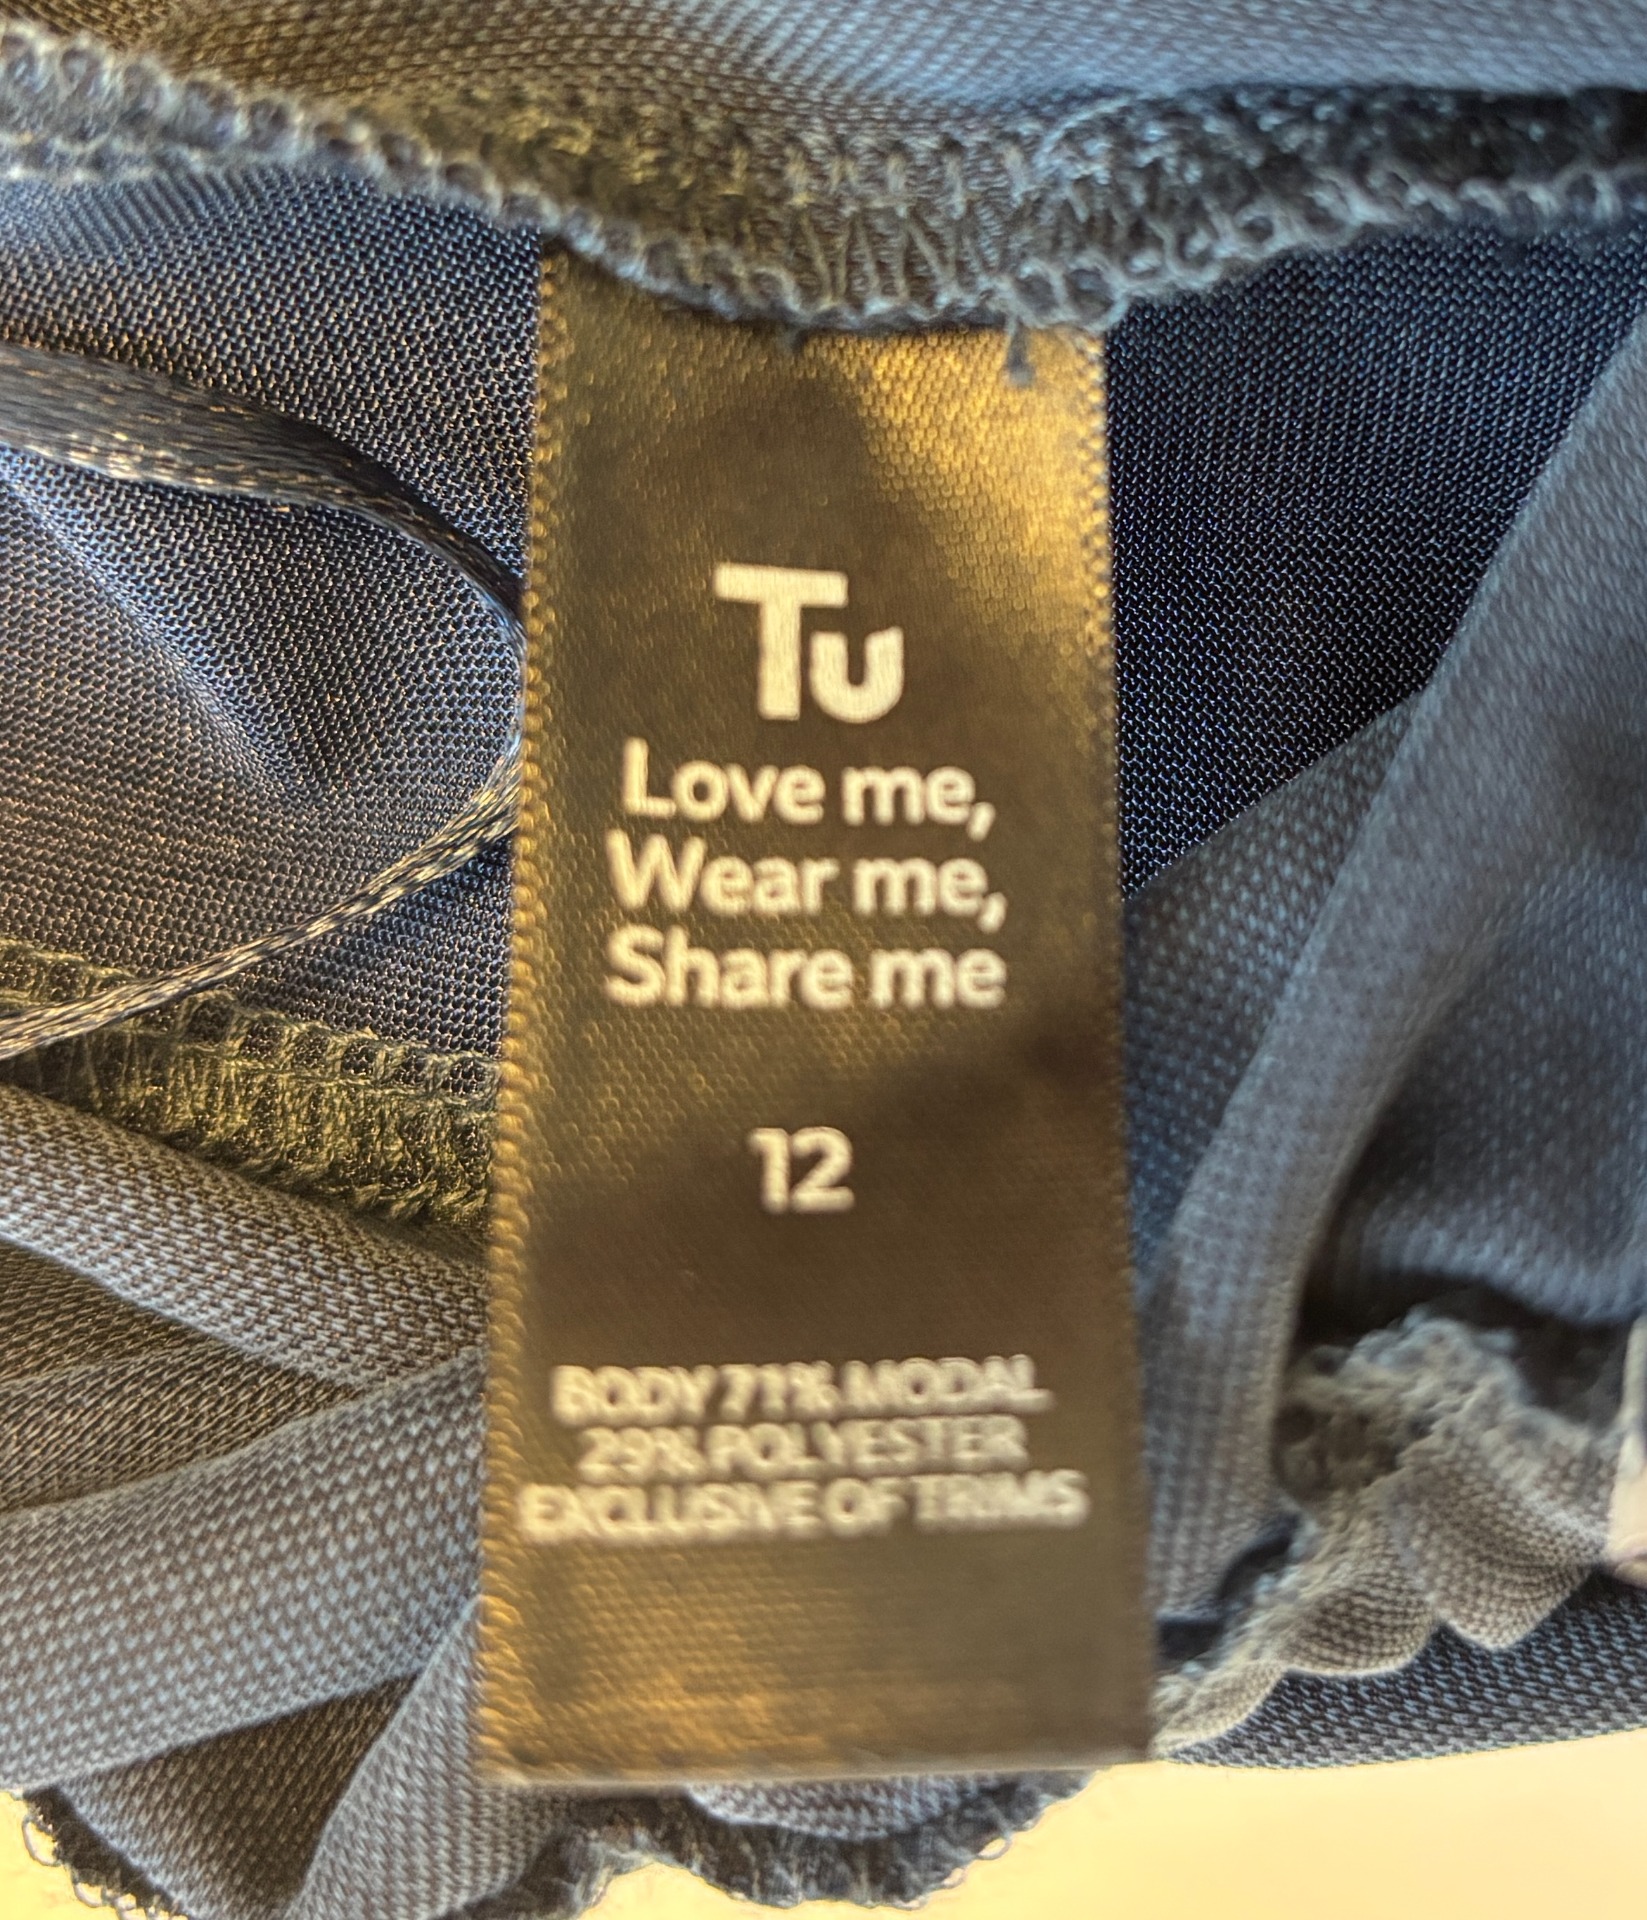 Tu
Love me,
Wear me,
Share me
12
BODY 71% MODAL
29% POLYESTER
EXCLUSIVE OF TRIMS